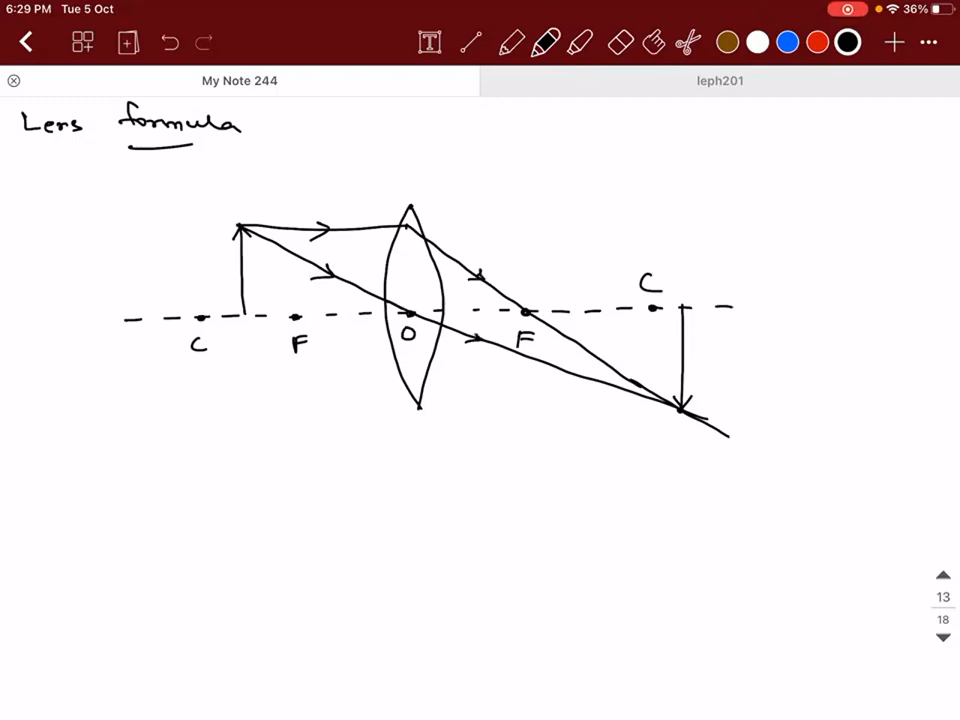 6:29 PM Tue 5 Oct
36%
T
My Note 244
leph201
Lens formula
C
C
F
O
F
13
18